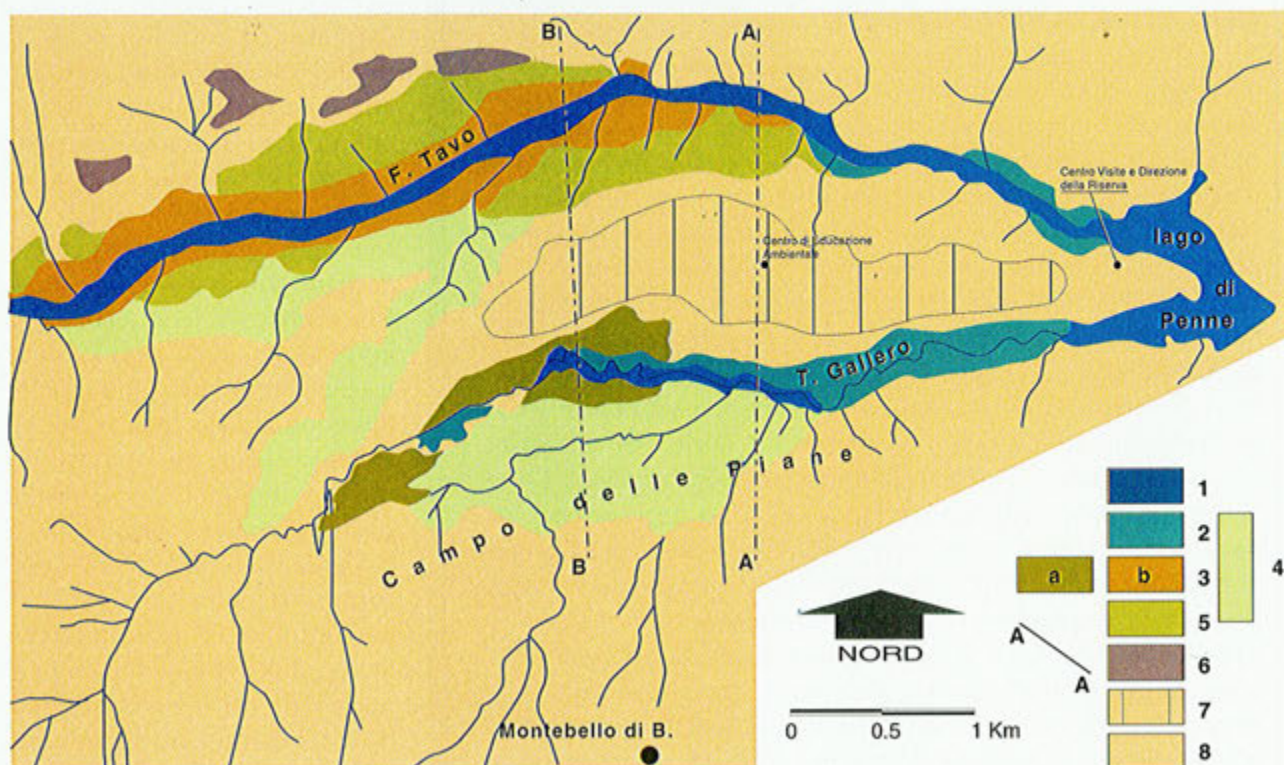 B
A
F. Tavo
Centro Visite e Direzione
della Riserva
lago
di
Penne
Centro di Educazione
Ambientale
T. Gallero
Campo delle Piane
B
A
1
2
a
b
3
4
5
A
A
6
7
8
NORD
0 0.5 1 Km
Montebello di B.